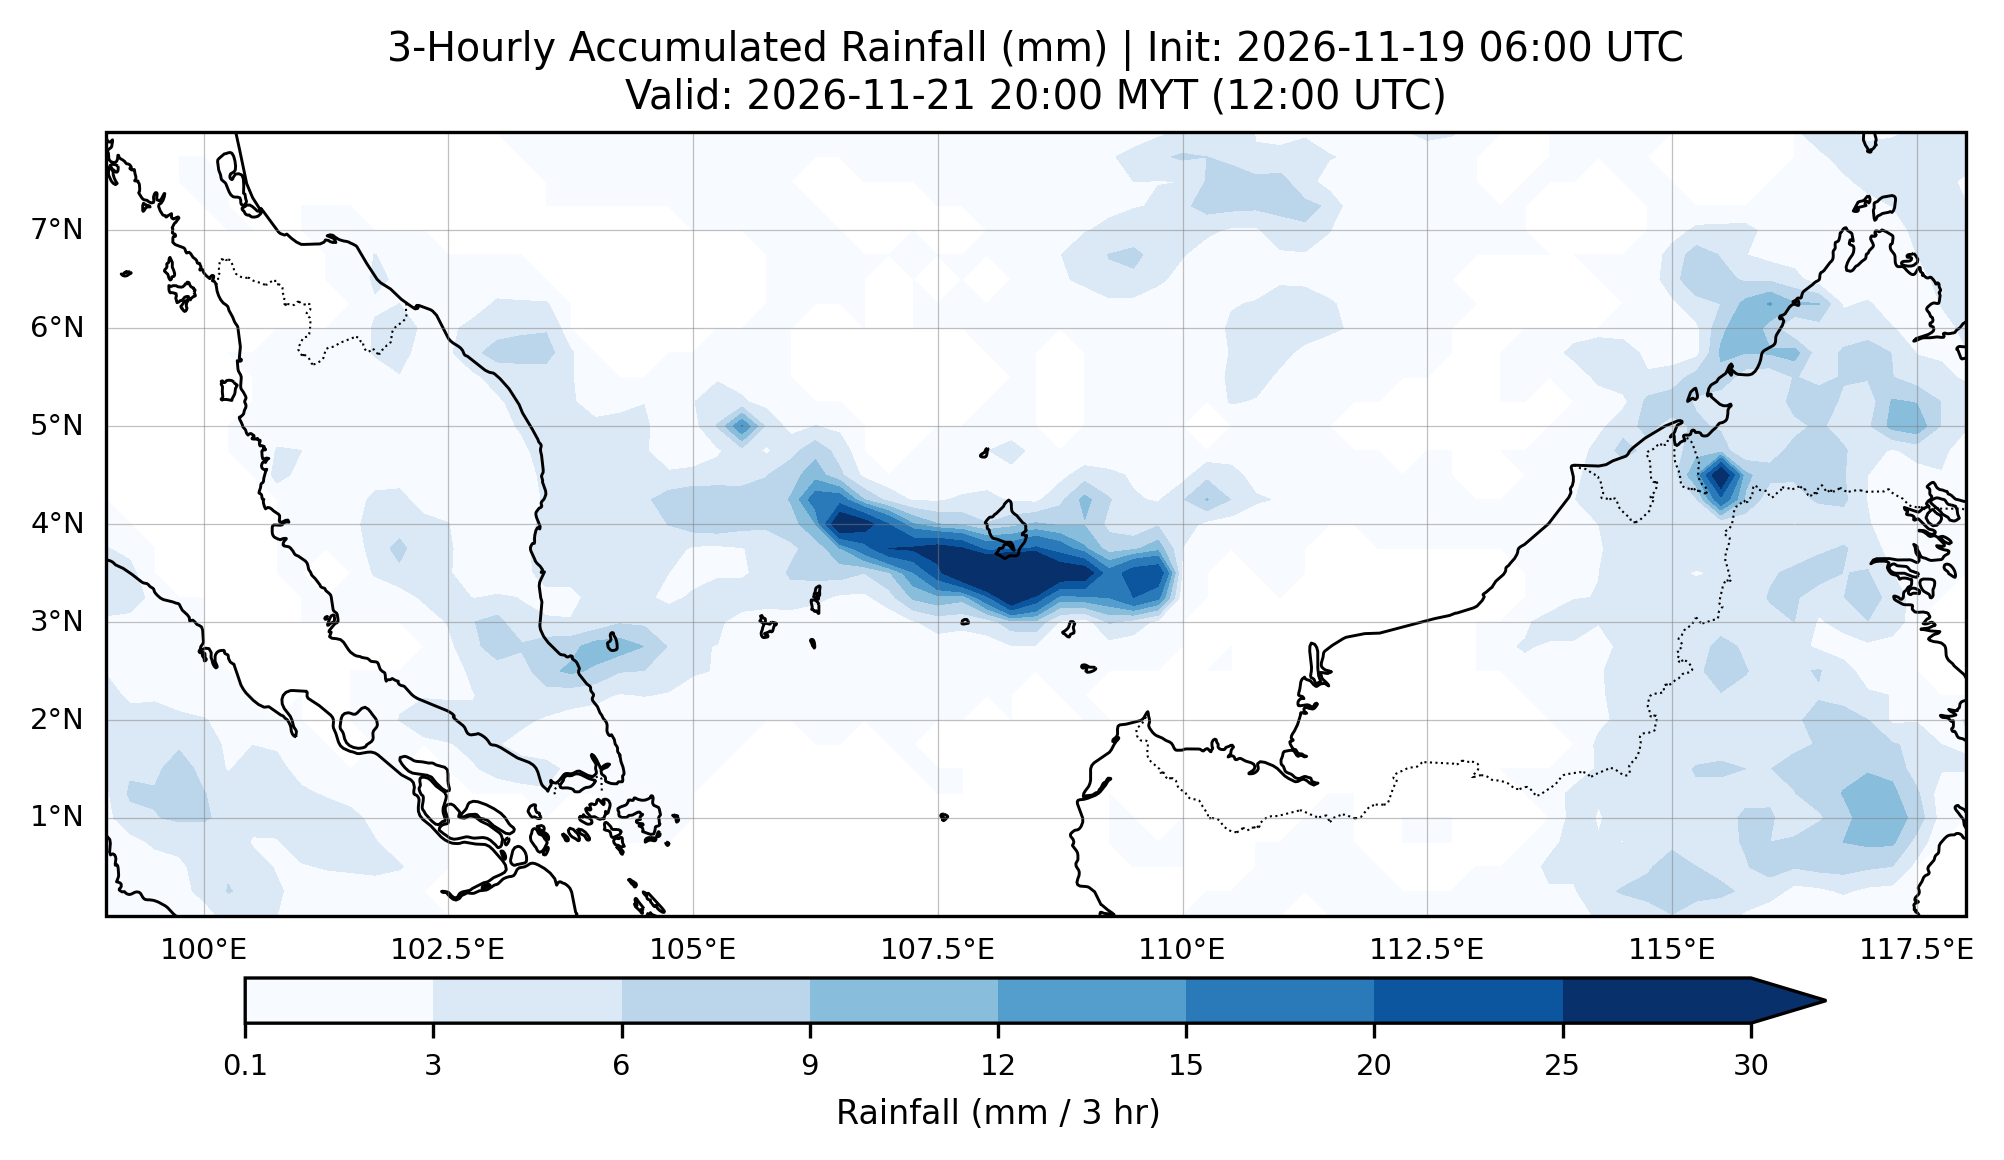 3-Hourly Accumulated Rainfall (mm) | Init: 2026-11-19 06:00 UTC
Valid: 2026-11-21 20:00 MYT (12:00 UTC)
7°N
6°N
5°N
4°N
3°N
2°N
1°N
100°E 102.5°E 105°E 107.5°E 110°E 112.5°E 115°E 117.5°E
0.1 3 6 9 12 15 20 25 30
Rainfall (mm / 3 hr)